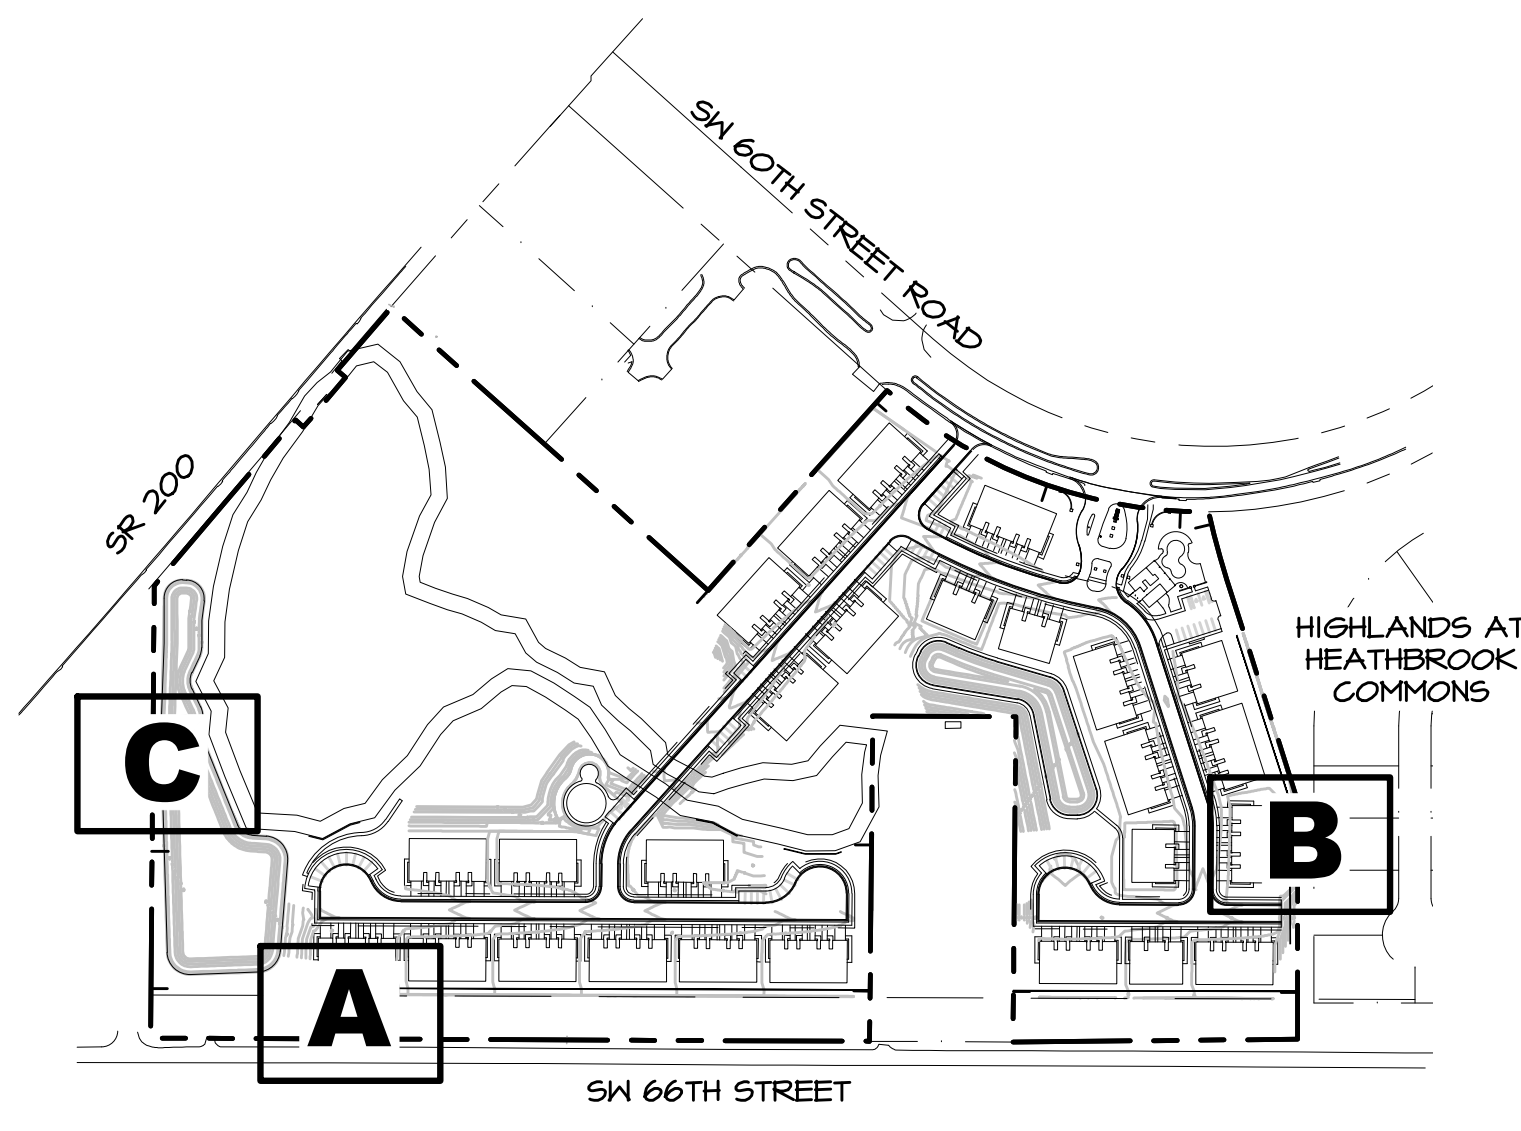 SW 60TH STREET ROAD
SR 200
HIGHLANDS AT
HEATHBROOK
COMMONS
C
B
A
SW 66TH STREET